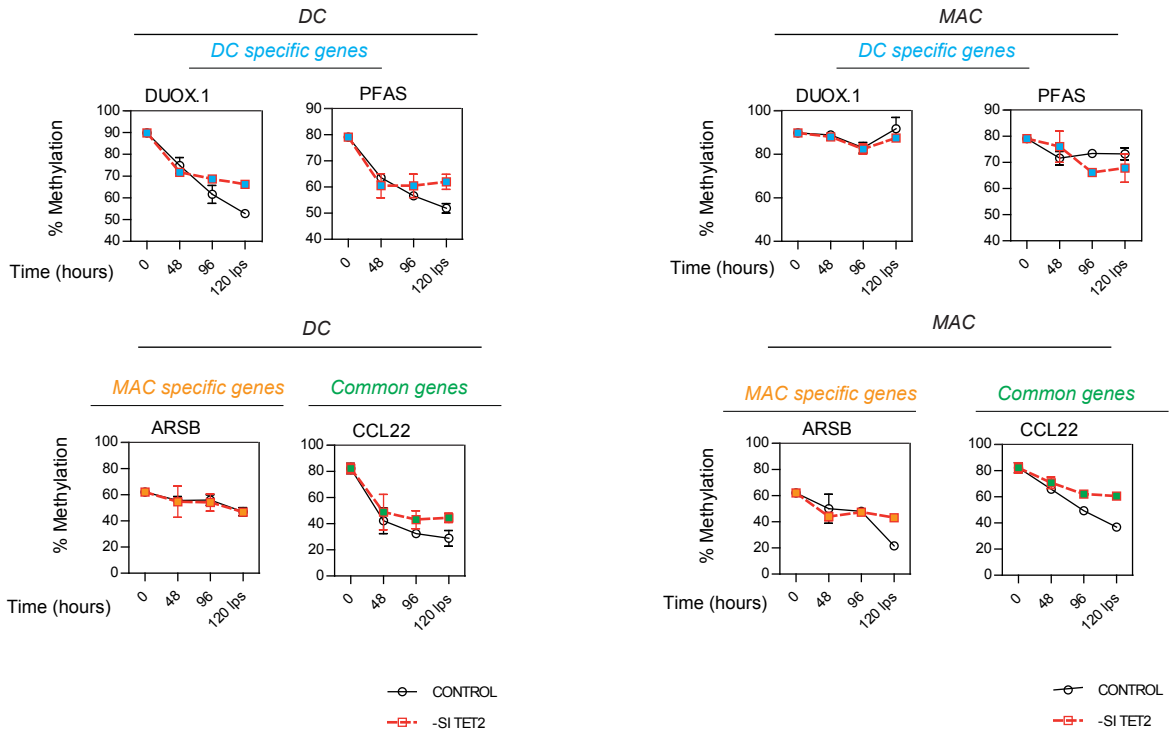 DC
DC specific genes
DUOX.1
PFAS
% Methylation
100
90
80
70
60
50
40
90
80
70
60
50
40
Time (hours)
0
48
96
120 lps
0
48
96
120 lps
MAC
DC specific genes
DUOX.1
PFAS
% Methylation
100
80
60
40
90
80
70
60
50
40
Time (hours)
0
48
96
120 lps
0
48
96
120 lps
DC
MAC specific genes
Common genes
ARSB
CCL22
% Methylation
100
80
60
40
20
0
100
80
60
40
20
0
Time (hours)
0
48
96
120 lps
0
48
96
120 lps
CONTROL
-SI TET2
MAC
MAC specific genes
Common genes
ARSB
CCL22
% Methylation
100
80
60
40
20
0
100
80
60
40
20
0
Time (hours)
0
48
96
120 lps
0
48
96
120 lps
CONTROL
-SI TET2